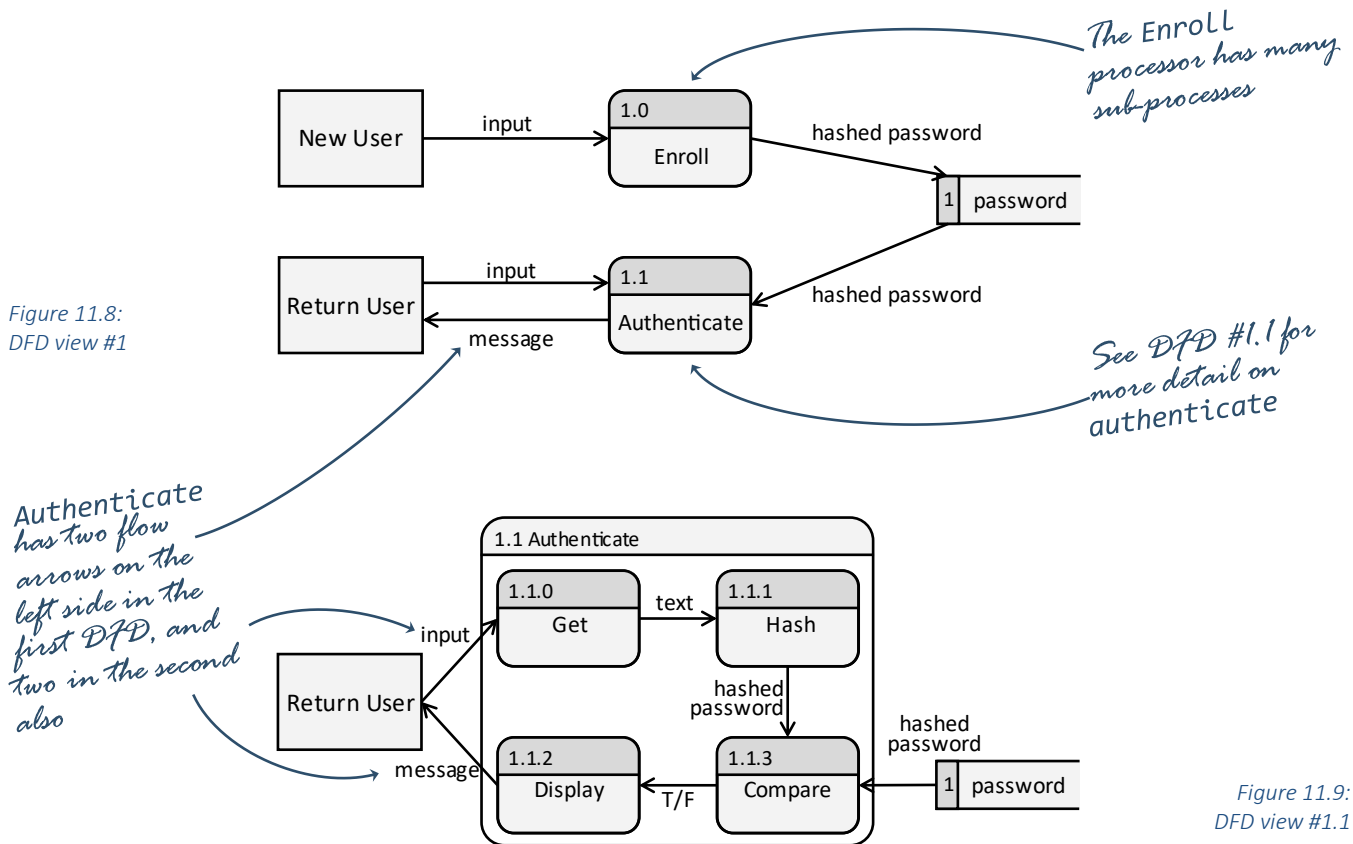 The Enroll
processor has many
sub-processes
New User
input
1.0
Enroll
hashed password
1 password
Return User
input
message
1.1
Authenticate
hashed password
Figure 11.8:
DFD view #1
See DFD #1.1 for
more detail on
authenticate
Authenticate
has two flow
arrows on the
left side in the
first DFD, and
two in the second
also
1.1 Authenticate
1.1.0
Get
text
1.1.1
Hash
input
Return User
message
hashed
password
1.1.2
Display
T/F
1.1.3
Compare
hashed
password
1 password
Figure 11.9:
DFD view #1.1